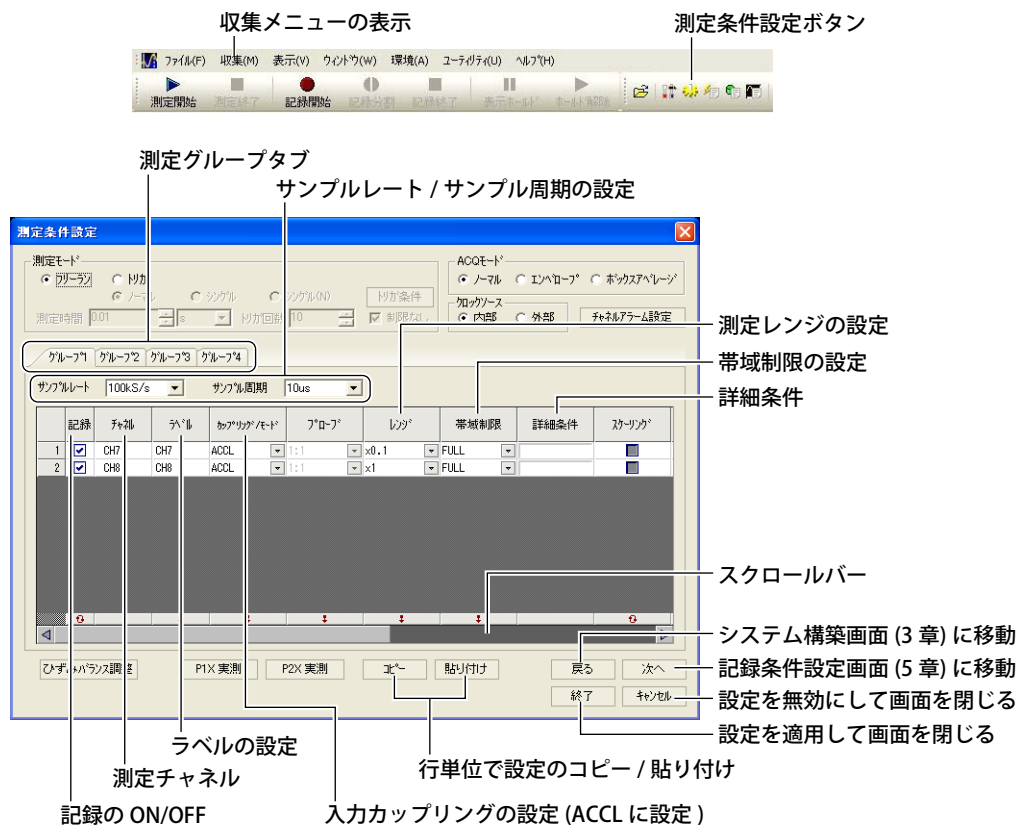 収集メニューの表示
測定条件設定ボタン
ファイル(F) 収集(M) 表示(V) ウィンドウ(W) 環境(A) ユーティリティ(U) ヘルプ(H)
測定開始 測定終了 記録開始 記録分割 記録終了 表示ホールド ホールド解除
測定グループタブ
サンプルレート / サンプル周期の設定
測定条件設定
測定モード
フリーラン トリガ
ノーマル シングル シングル(N) トリガ条件
測定時間 0.01 s トリガ回数 10 制限なし
ACQモード
ノーマル エンベロープ ボックスアベレージ
クロックソース
内部 外部 チャネルアラーム設定
グループ1 グループ2 グループ3 グループ4
サンプルレート 100kS/s サンプル周期 10us
記録 チャネル ラベル カップリング/モード プローブ レンジ 帯域制限 詳細条件 スケーリング
1 CH7 CH7 ACCL 1:1 x0.1 FULL
2 CH8 CH8 ACCL 1:1 x1 FULL
ひずみバランス調整 P1X 実測 P2X 実測 コピー 貼り付け 戻る 次へ
終了 キャンセル
測定レンジの設定
帯域制限の設定
詳細条件
スクロールバー
システム構築画面 (3 章) に移動
記録条件設定画面 (5 章) に移動
設定を無効にして画面を閉じる
設定を適用して画面を閉じる
ラベルの設定
行単位で設定のコピー / 貼り付け
測定チャネル
記録の ON/OFF
入力カップリングの設定 (ACCL に設定 )